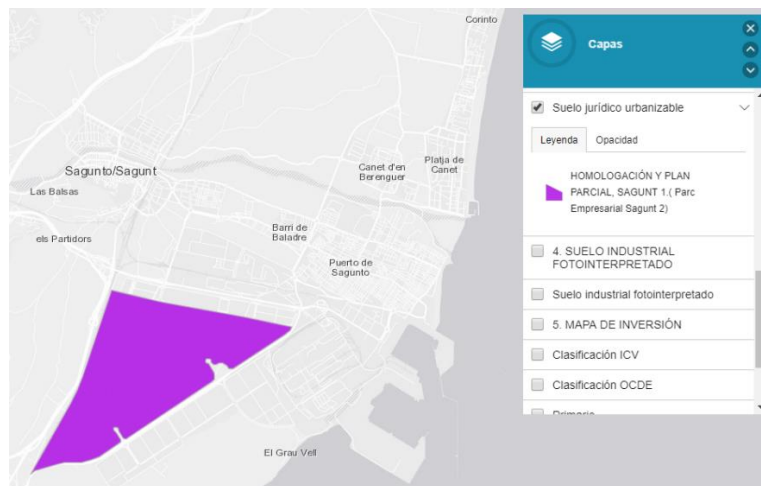 Corinto
Sagunto/Sagunt
Las Balsas
els Partidors
Canet d'en
Berenguer
Platja de
Canet
Barri de
Baladre
Puerto de
Sagunto
El Grau Vell
Capas
Suelo jurídico urbanizable
Leyenda Opacidad
HOMOLOGACIÓN Y PLAN
PARCIAL, SAGUNT 1.( Parc
Empresarial Sagunt 2)
4. SUELO INDUSTRIAL
FOTOINTERPRETADO
Suelo industrial fotointerpretado
5. MAPA DE INVERSIÓN
Clasificación ICV
Clasificación OCDE